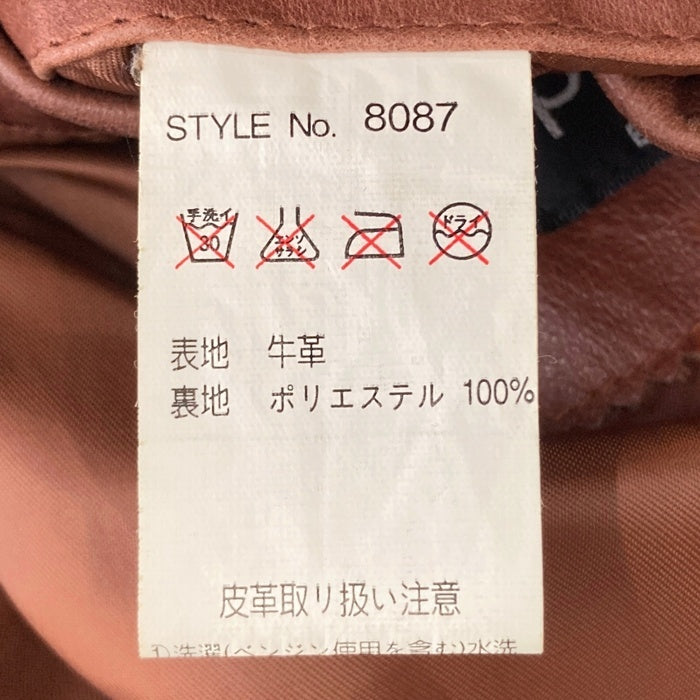 STYLE No. 8087
手洗イ 30 エンソサラシ ドライ
表地 牛革
裏地 ポリエステル 100%
皮革取り扱い注意